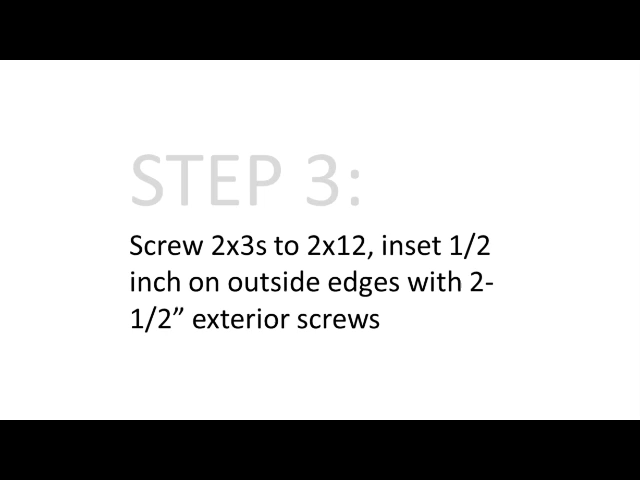 STEP 3:
Screw 2x3s to 2x12, inset 1/2
inch on outside edges with 2-
1/2” exterior screws